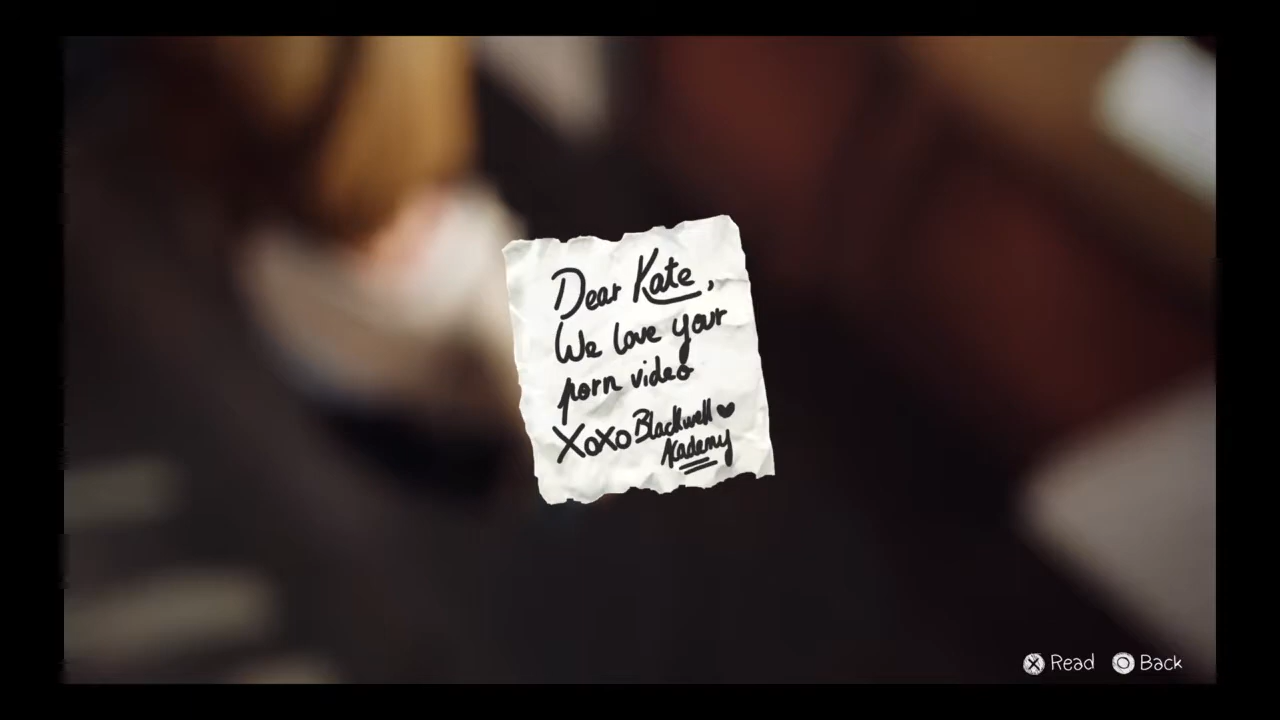 Dear Kate,
We love your
porn video
XoXo Blackwell
Academy
Read Back